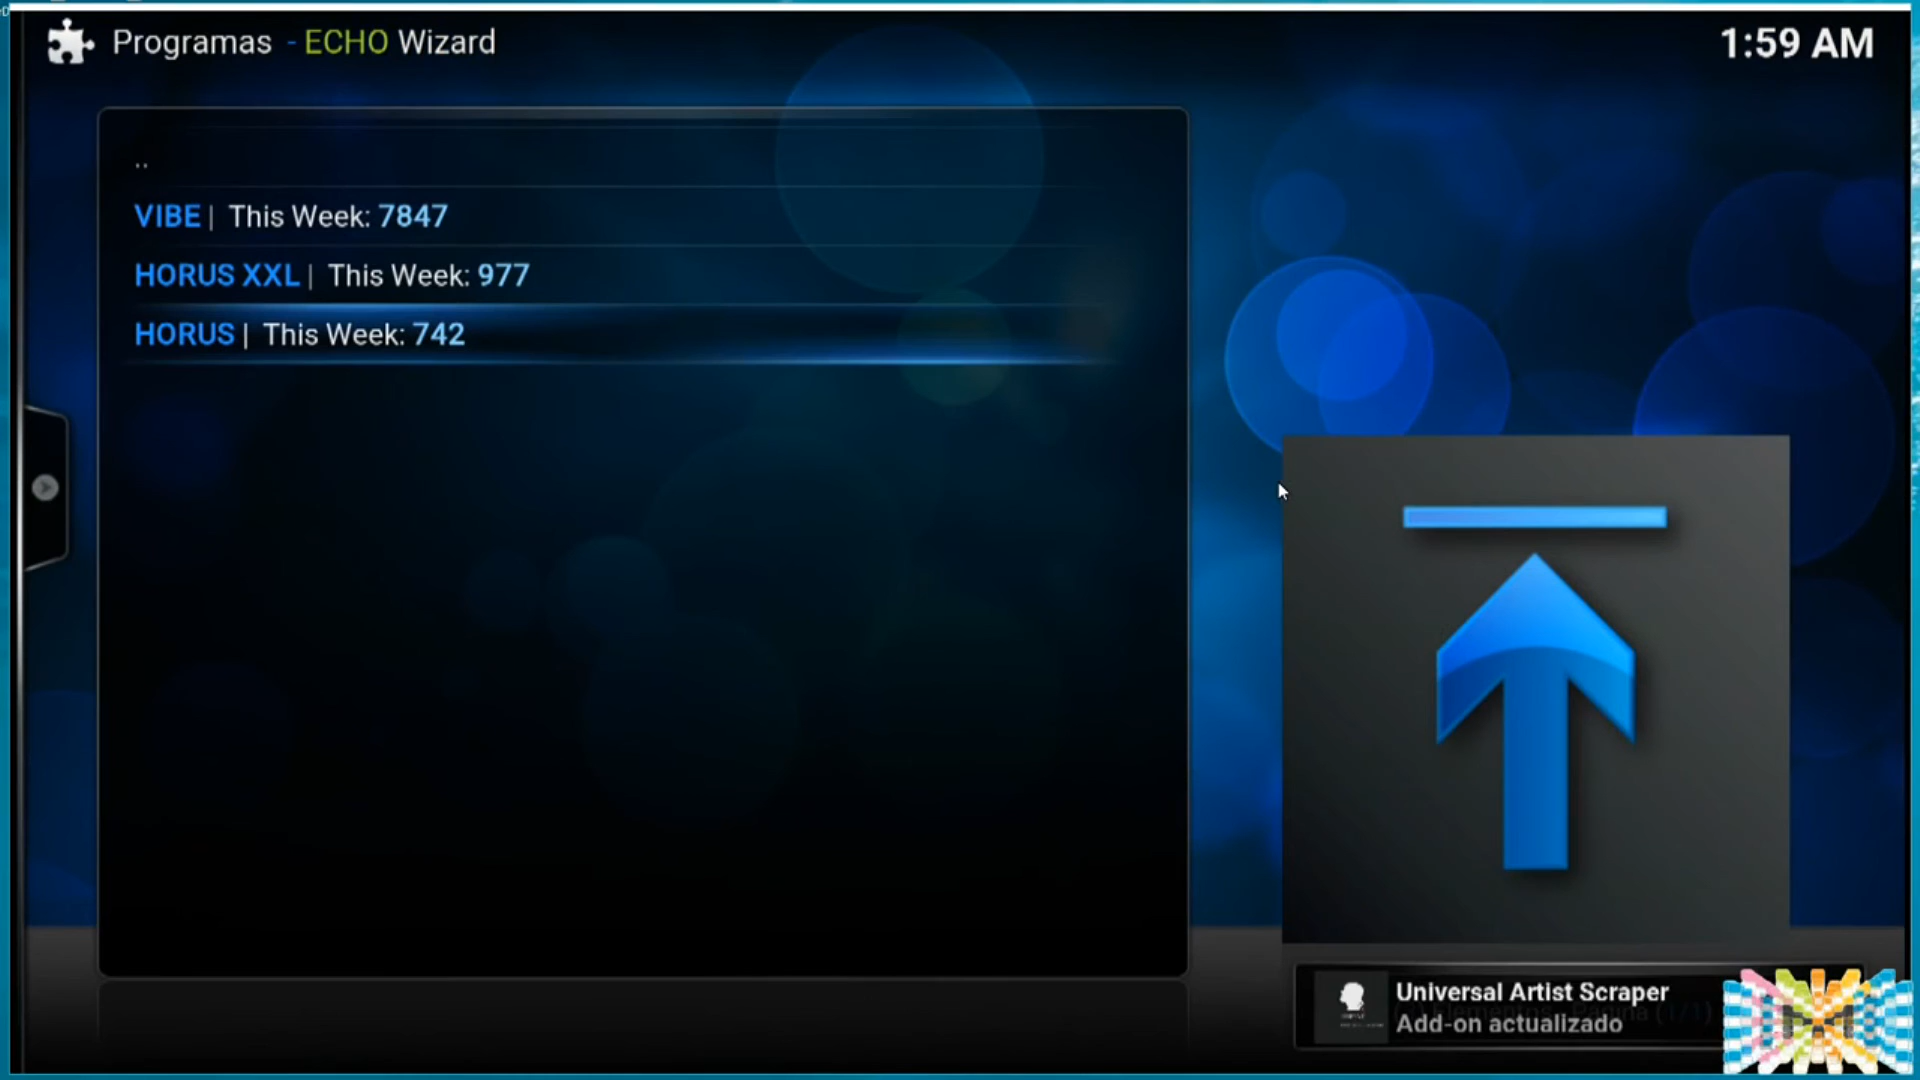 Programas - ECHO Wizard
1:59 AM
..
VIBE | This Week: 7847
HORUS XXL | This Week: 977
HORUS | This Week: 742
Universal Artist Scraper
Add-on actualizado